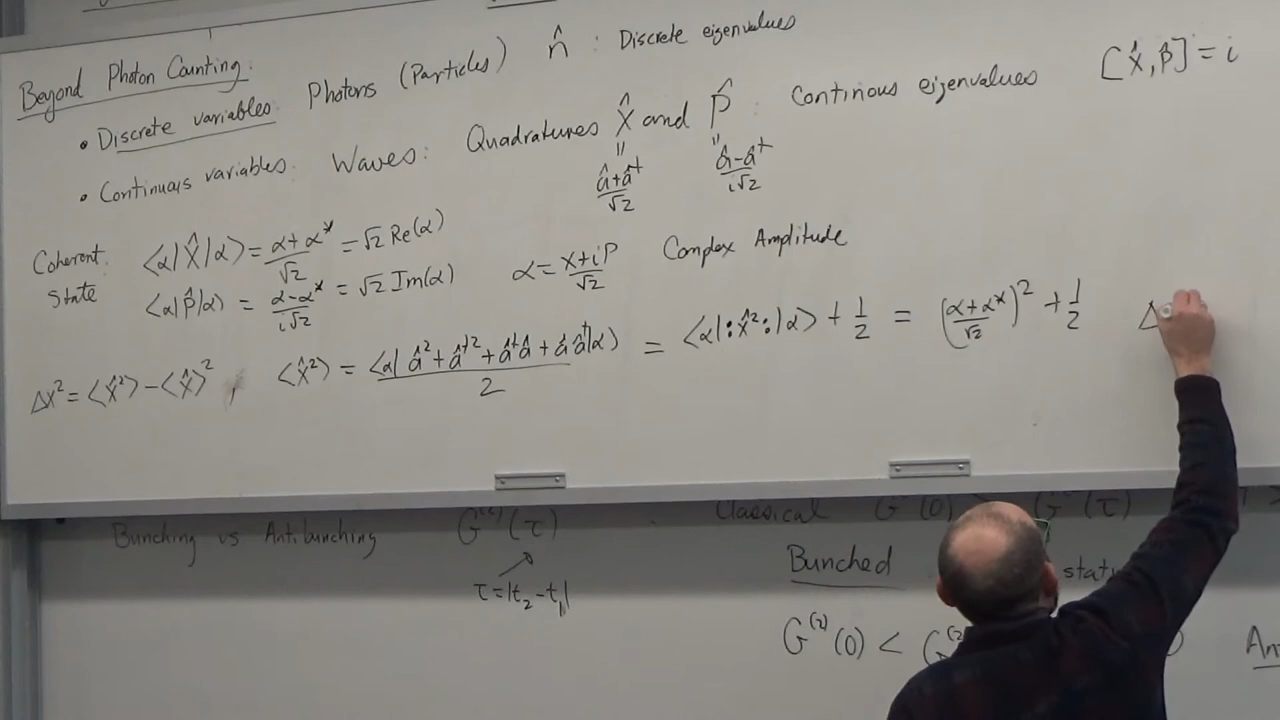 Beyond Photon Counting:
• Discrete variables: Photons (Particles) n̂ : Discrete eigenvalues
[X̂, P̂] = i
• Continuous variables: Waves: Quadratures X̂ and P̂ : Continous eigenvalues
X̂ = (â+â†)/√2  P̂ = (â-â†)/(i√2)
Coherent State
⟨α|X̂|α⟩ = (α+α*)/√2 = √2 Re(α)
⟨α|P̂|α⟩ = (α-α*)/(i√2) = √2 Im(α)
α = (X+iP)/√2 Complex Amplitude
ΔX² = ⟨X̂²⟩ - ⟨X̂⟩² , ⟨X̂²⟩ = ⟨α|â²+â†²+â†â+ââ†|α⟩/2 = ⟨α|:X̂²:|α⟩ + 1/2 = ((α+α*)/√2)² + 1/2 Δ
Bunching vs Antibunching G⁽²⁾(τ)
τ=|t₂-t₁|
Classical G (0) ≥ G (τ)
Bunched
G⁽²⁾(0) < G⁽²